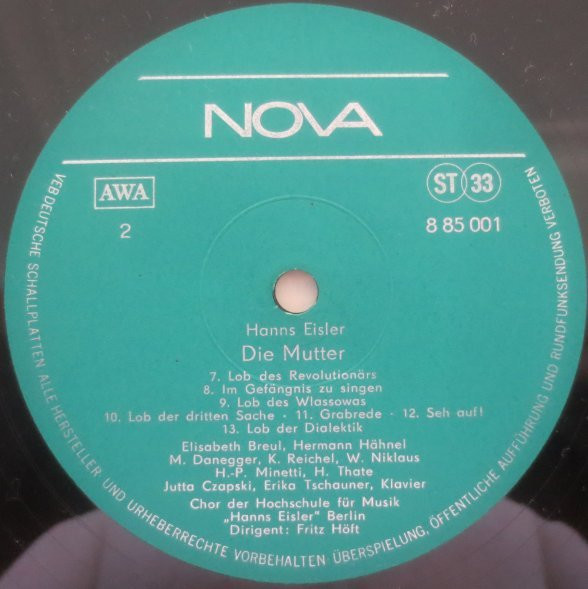 NOVA
AWA
ST 33
2
8 85 001
Hanns Eisler
Die Mutter
7. Lob des Revolutionärs
8. Im Gefängnis zu singen
9. Lob des Wlassowas
10. Lob der dritten Sache · 11. Grabrede · 12. Seh auf!
13. Lob der Dialektik
Elisabeth Breul, Hermann Hähnel
M. Danegger, K. Reichel, W. Niklaus
H.-P. Minetti, H. Thate
Jutta Czapski, Erika Tschauner, Klavier
Chor der Hochschule für Musik
„Hanns Eisler" Berlin
Dirigent: Fritz Höft
VEB DEUTSCHE SCHALLPLATTEN ALLE HERSTELLER- UND URHEBERRECHTE VORBEHALTEN ÜBERSPIELUNG, ÖFFENTLICHE AUFFÜHRUNG UND RUNDFUNKSENDUNG VERBOTEN